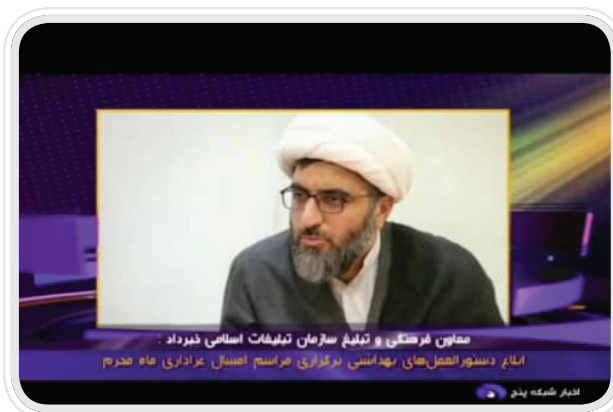 معاون فرهنگی و تبلیغ سازمان تبلیغات اسلامی خبرداد :
ابلاغ دستورالعمل‌های بهداشتی برگزاری مراسم امسال عزاداری ماه محرم
اخبار شبکه پنج